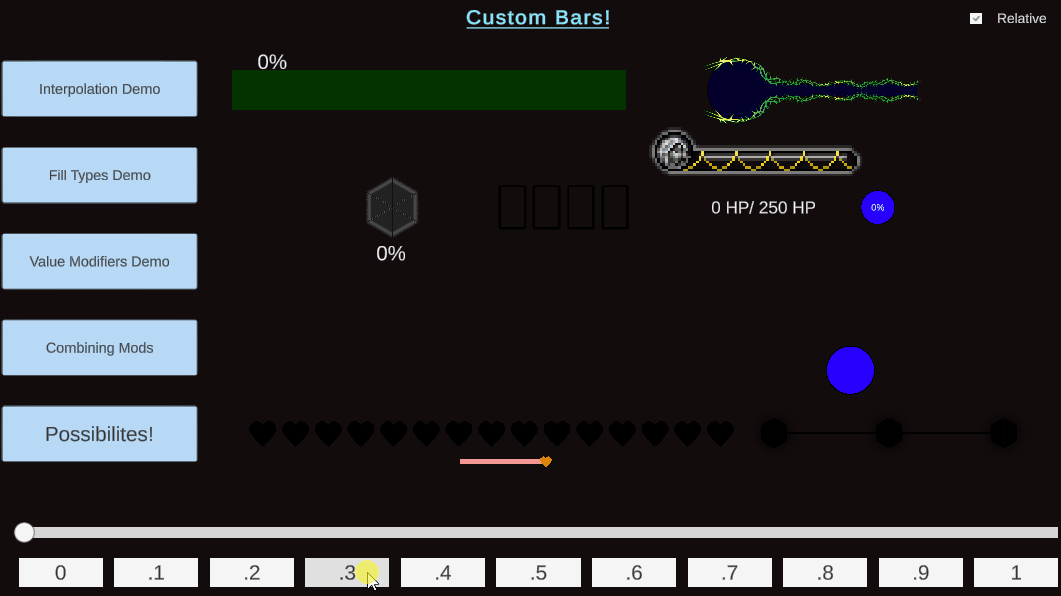 Custom Bars!
Relative
0%
Interpolation Demo
Fill Types Demo
0 HP/ 250 HP
0%
0%
Value Modifiers Demo
Combining Mods
Possibilites!
0
.1
.2
.3
.4
.5
.6
.7
.8
.9
1